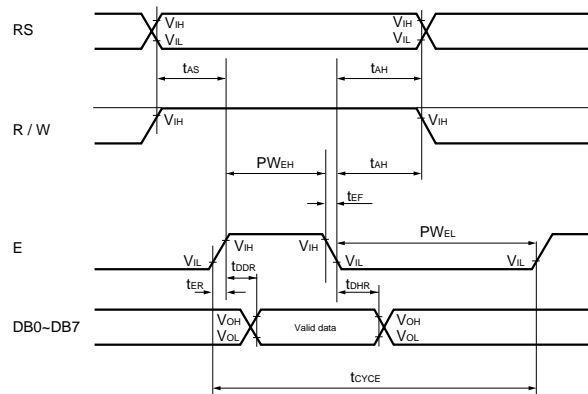 RS
VIH
VIL
VIH
VIL
tAS
tAH
R / W
VIH
VIH
PWEH
tAH
tEF
E
VIL
VIH
VIH
VIL
PWEL
VIL
tER
tDDR
tDHR
DB0~DB7
VOH
VOL
Valid data
VOH
VOL
tCYCE